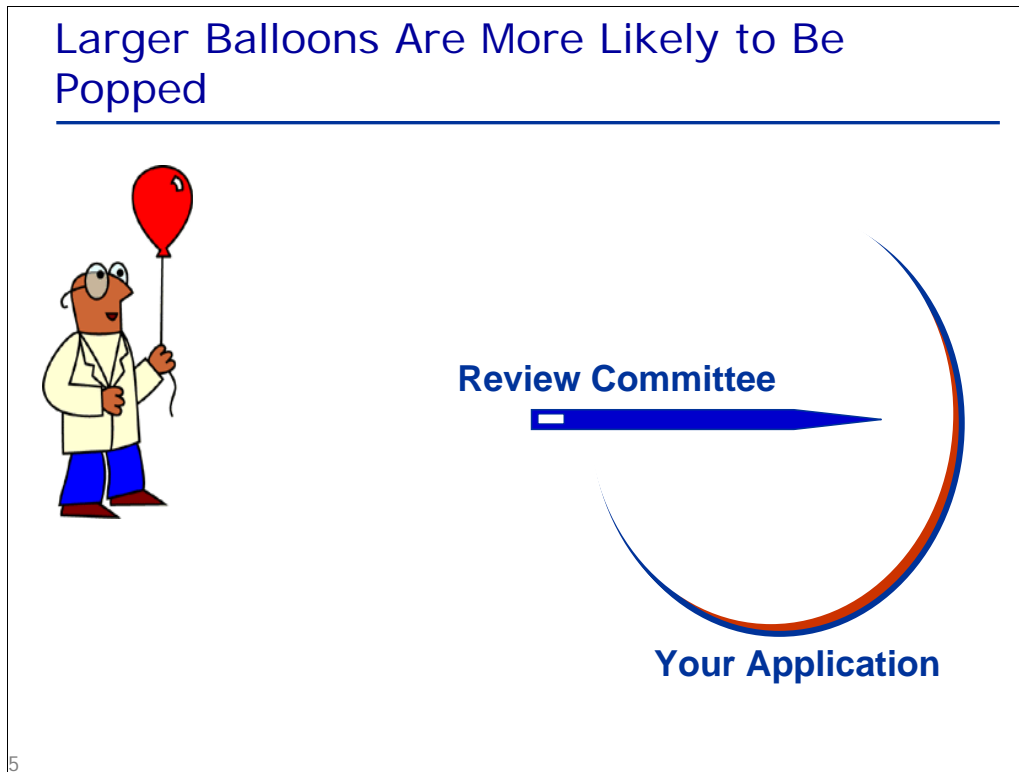 Larger Balloons Are More Likely to Be
Popped
Review Committee
Your Application
5